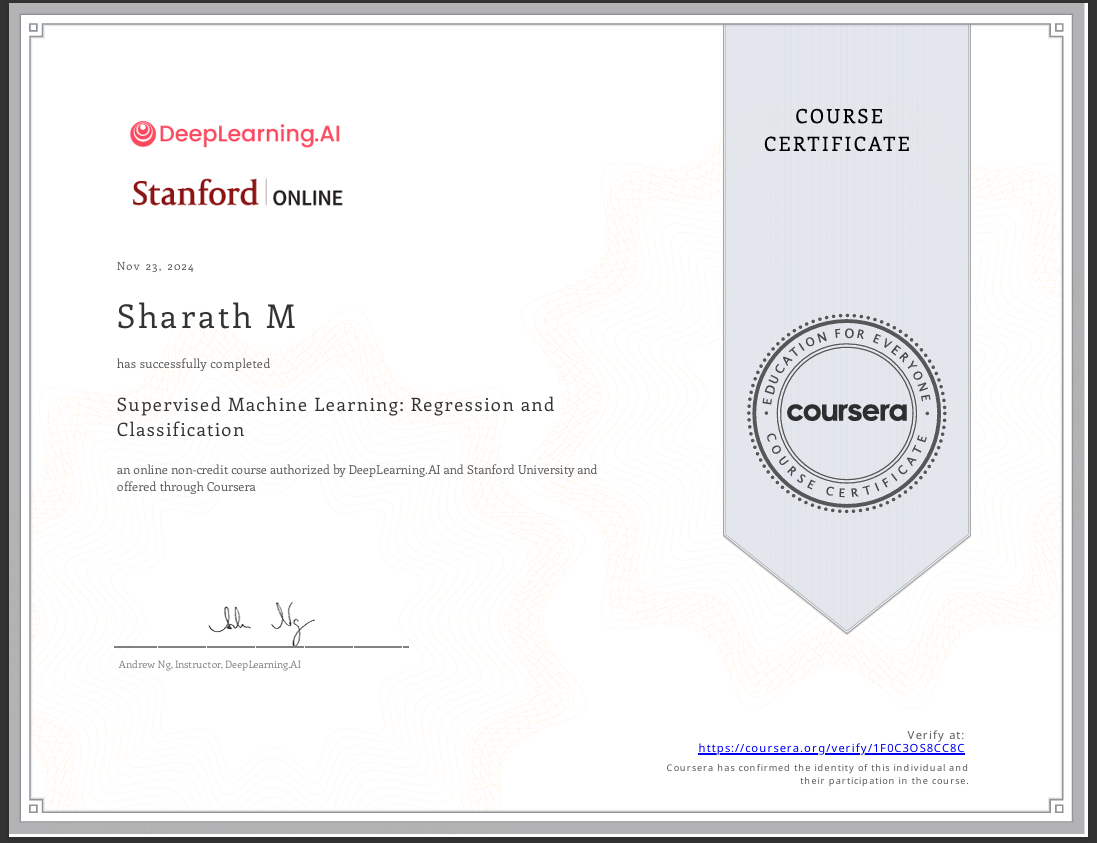 DeepLearning.AI
Stanford | ONLINE
COURSE
CERTIFICATE
Nov 23, 2024
Sharath M
has successfully completed
Supervised Machine Learning: Regression and
Classification
an online non-credit course authorized by DeepLearning.AI and Stanford University and
offered through Coursera
EDUCATION FOR EVERYONE
coursera
COURSE CERTIFICATE
Andrew Ng, Instructor, DeepLearning.AI
Verify at:
https://coursera.org/verify/1F0C3OS8CC8C
Coursera has confirmed the identity of this individual and
their participation in the course.